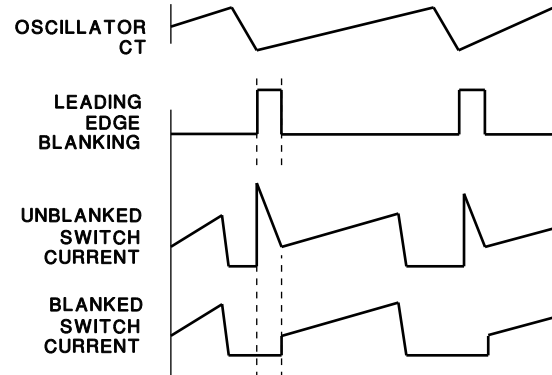 OSCILLATOR
CT
LEADING
EDGE
BLANKING
UNBLANKED
SWITCH
CURRENT
BLANKED
SWITCH
CURRENT